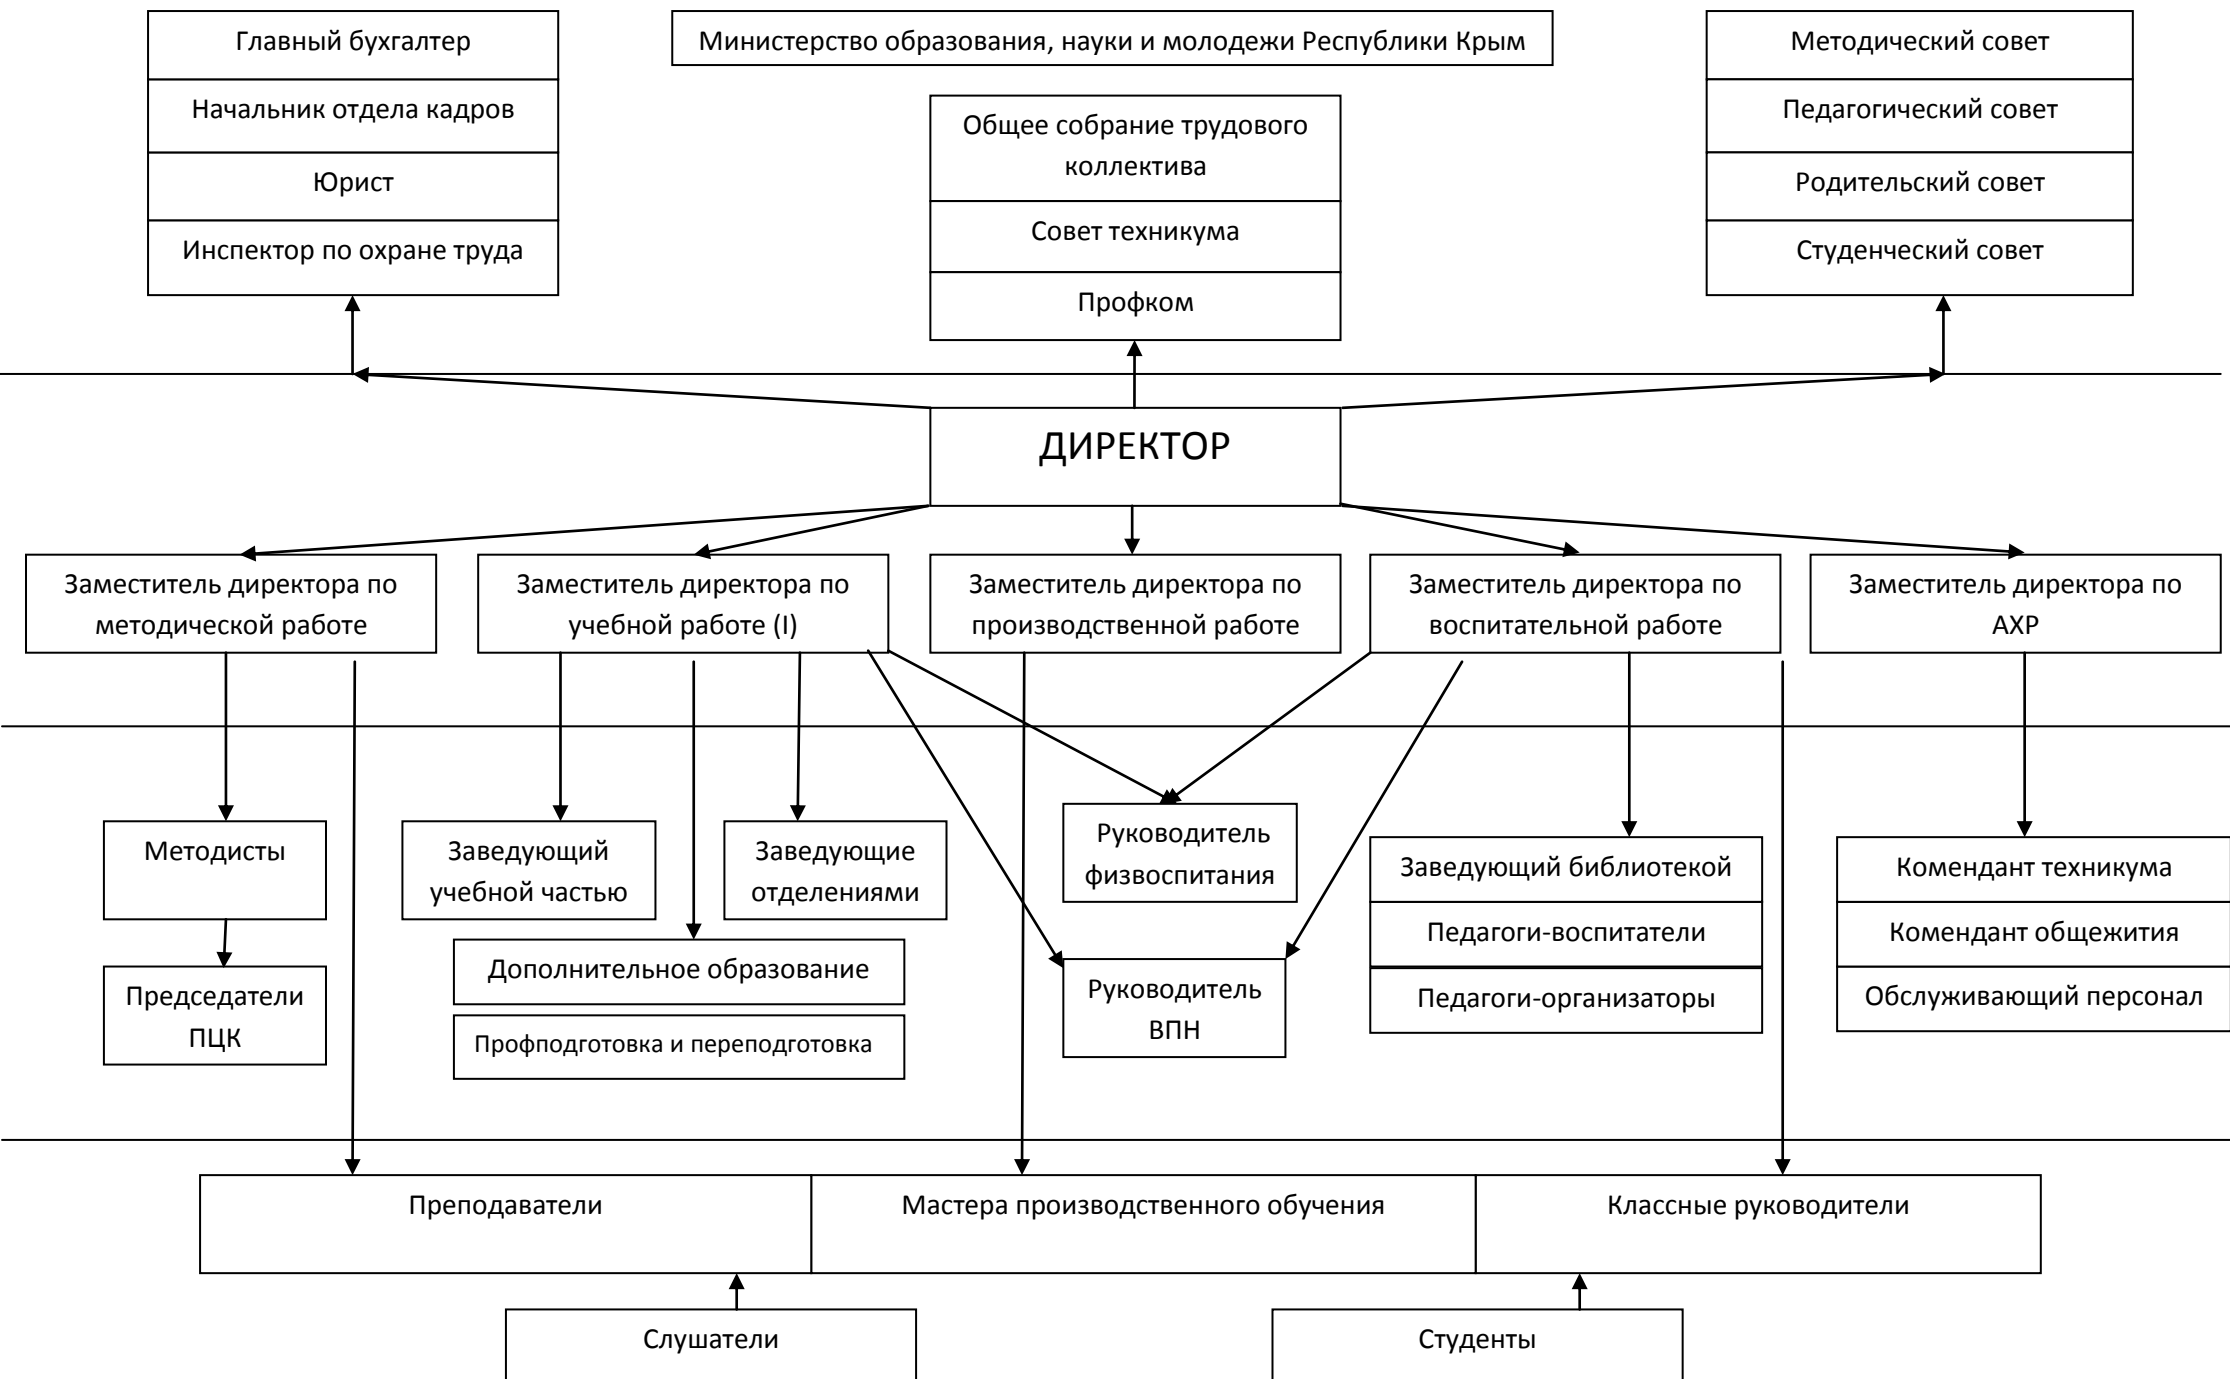 Главный бухгалтер
Начальник отдела кадров
Юрист
Инспектор по охране труда
Министерство образования, науки и молодежи Республики Крым
Общее собрание трудового
коллектива
Совет техникума
Профком
Методический совет
Педагогический совет
Родительский совет
Студенческий совет
ДИРЕКТОР
Заместитель директора по
методической работе
Заместитель директора по
учебной работе (I)
Заместитель директора по
производственной работе
Заместитель директора по
воспитательной работе
Заместитель директора по
АХР
Методисты
Председатели
ПЦК
Заведующий
учебной частью
Заведующие
отделениями
Дополнительное образование
Профподготовка и переподготовка
Руководитель
физвоспитания
Руководитель
ВПН
Заведующий библиотекой
Педагоги-воспитатели
Педагоги-организаторы
Комендант техникума
Комендант общежития
Обслуживающий персонал
Преподаватели
Мастера производственного обучения
Классные руководители
Слушатели
Студенты